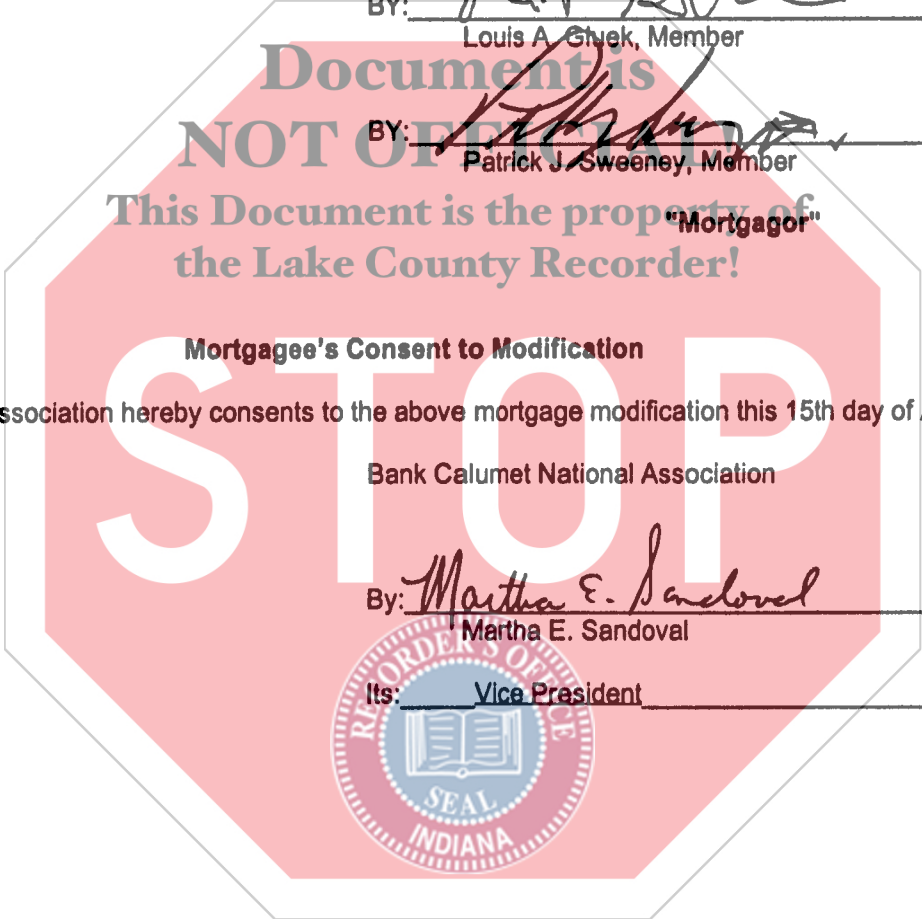 BY:
Louis A. Gluek, Member
Document is
NOT OFFICIAL!
BY:
Patrick J. Sweeney, Member
This Document is the property of
"Mortgagor"
the Lake County Recorder!
Mortgagee's Consent to Modification
STOP
ssociation hereby consents to the above mortgage modification this 15th day of
Bank Calumet National Association
By: Martha E. Sandoval
Martha E. Sandoval
Its: Vice President
RECORDER'S OFFICE
SEAL
INDIANA